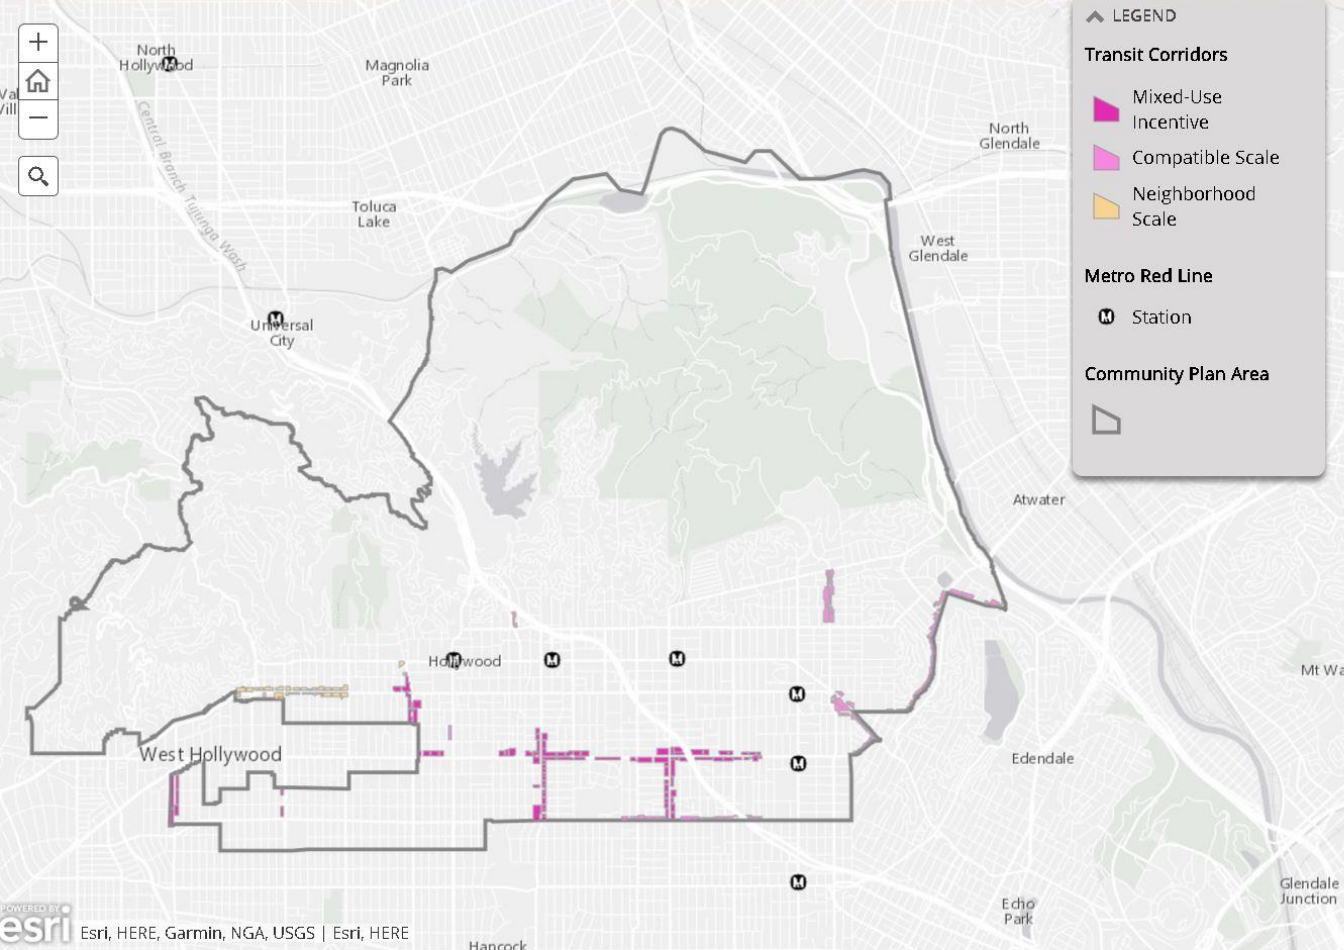 LEGEND
Transit Corridors
Mixed-Use
Incentive
Compatible Scale
Neighborhood
Scale
Metro Red Line
M Station
Community Plan Area
+
−
North
Hollywood
M
Magnolia
Park
North
Glendale
Central Branch Tujunga Wash
Toluca
Lake
West
Glendale
M
Universal
City
Atwater
M
Hollywood
M
M
M
Mt Wa
West Hollywood
M
Edendale
M
Echo
Park
Glendale
Junction
Hancock
POWERED BY
esri
Esri, HERE, Garmin, NGA, USGS | Esri, HERE